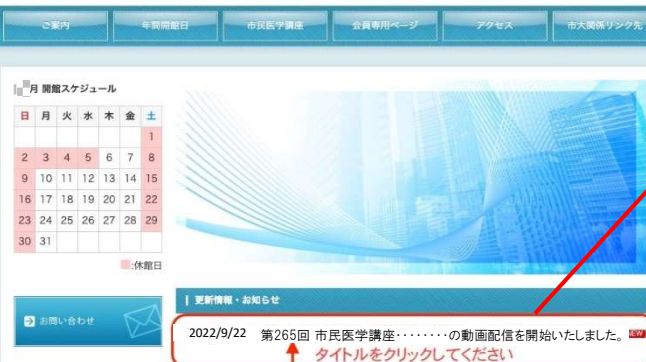 ご案内 年間開館日 市民医学講座 会員専用ページ アクセス 市大関係リンク先
月 開館スケジュール
日 月 火 水 木 金 土
1
2 3 4 5 6 7 8
9 10 11 12 13 14 15
16 17 18 19 20 21 22
23 24 25 26 27 28 29
30 31
:休館日
更新情報・お知らせ
お問い合わせ
2022/9/22 第265回 市民医学講座‥‥‥‥の動画配信を開始いたしました。 NEW
タイトルをクリックしてください